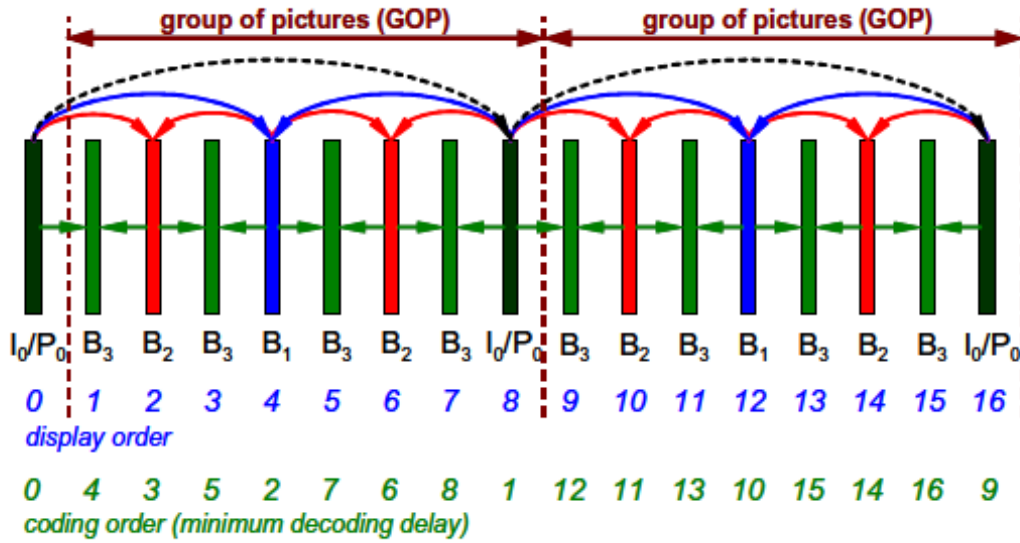 group of pictures (GOP) group of pictures (GOP)
I0/P0 B3 B2 B3 B1 B3 B2 B3 I0/P0 B3 B2 B3 B1 B3 B2 B3 I0/P0
0 1 2 3 4 5 6 7 8 9 10 11 12 13 14 15 16
display order
0 4 3 5 2 7 6 8 1 12 11 13 10 15 14 16 9
coding order (minimum decoding delay)